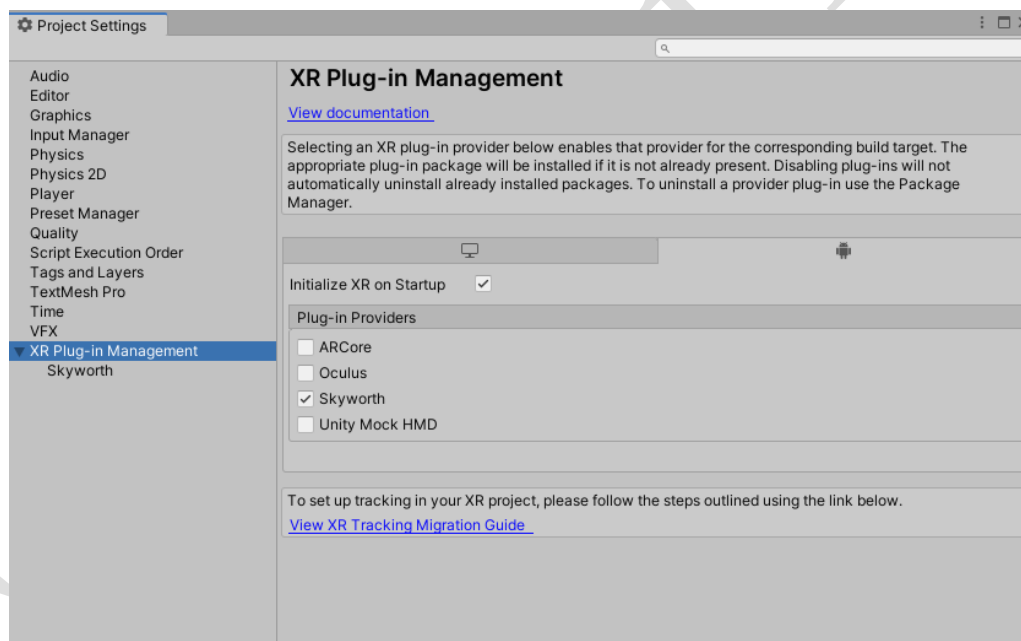 Project Settings
Audio
Editor
Graphics
Input Manager
Physics
Physics 2D
Player
Preset Manager
Quality
Script Execution Order
Tags and Layers
TextMesh Pro
Time
VFX
XR Plug-in Management
Skyworth
XR Plug-in Management
View documentation
Selecting an XR plug-in provider below enables that provider for the corresponding build target. The
appropriate plug-in package will be installed if it is not already present. Disabling plug-ins will not
automatically uninstall already installed packages. To uninstall a provider plug-in use the Package
Manager.
Initialize XR on Startup
Plug-in Providers
ARCore
Oculus
Skyworth
Unity Mock HMD
To set up tracking in your XR project, please follow the steps outlined using the link below.
View XR Tracking Migration Guide